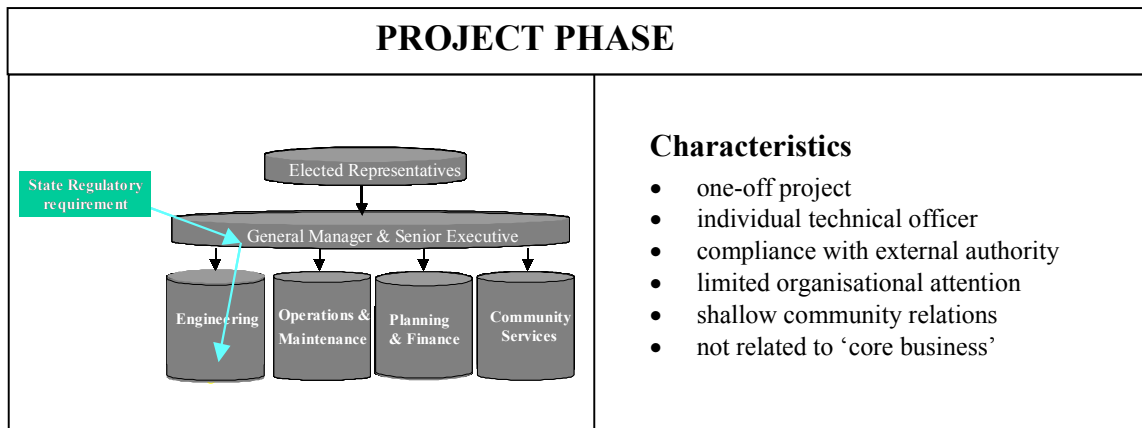 PROJECT PHASE
Elected Representatives
State Regulatory
requirement
General Manager & Senior Executive
Engineering
Operations &
Maintenance
Planning
& Finance
Community
Services
Characteristics
• one-off project
• individual technical officer
• compliance with external authority
• limited organisational attention
• shallow community relations
• not related to ‘core business’